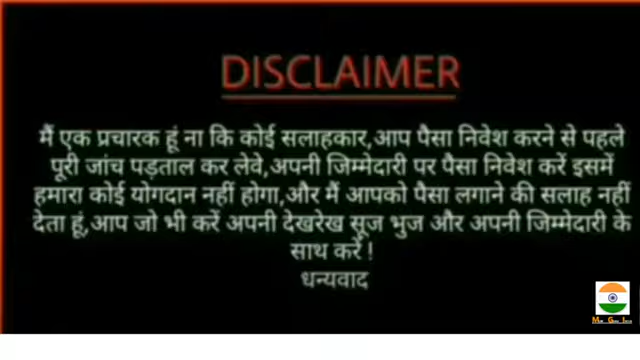 DISCLAIMER
मैं एक प्रचारक हूं ना कि कोई सलाहकार,आप पैसा निवेश करने से पहले
पूरी जांच पड़ताल कर लेवे,अपनी जिम्मेदारी पर पैसा निवेश करें इसमें
हमारा कोई योगदान नहीं होगा,और मैं आपको पैसा लगाने की सलाह नहीं
देता हूं,आप जो भी करें अपनी देखरेख सूज भुज और अपनी जिम्मेदारी के
साथ करें !
धन्यवाद